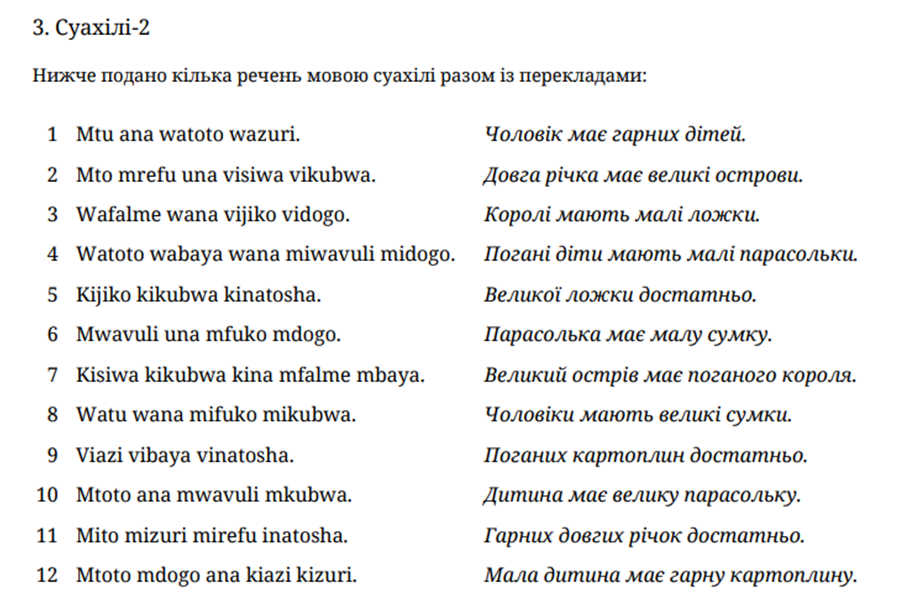 3. Суахілі-2
Нижче подано кілька речень мовою суахілі разом із перекладами:
1 Mtu ana watoto wazuri. Чоловік має гарних дітей.
2 Mto mrefu una visiwa vikubwa. Довга річка має великі острови.
3 Wafalme wana vijiko vidogo. Королі мають малі ложки.
4 Watoto wabaya wana miwavuli midogo. Погані діти мають малі парасольки.
5 Kijiko kikubwa kinatosha. Великої ложки достатньо.
6 Mwavuli una mfuko mdogo. Парасолька має малу сумку.
7 Kisiwa kikubwa kina mfalme mbaya. Великий острів має поганого короля.
8 Watu wana mifuko mikubwa. Чоловіки мають великі сумки.
9 Viazi vibaya vinatosha. Поганих картоплин достатньо.
10 Mtoto ana mwavuli mkubwa. Дитина має велику парасольку.
11 Mito mizuri mirefu inatosha. Гарних довгих річок достатньо.
12 Mtoto mdogo ana kiazi kizuri. Мала дитина має гарну картоплину.